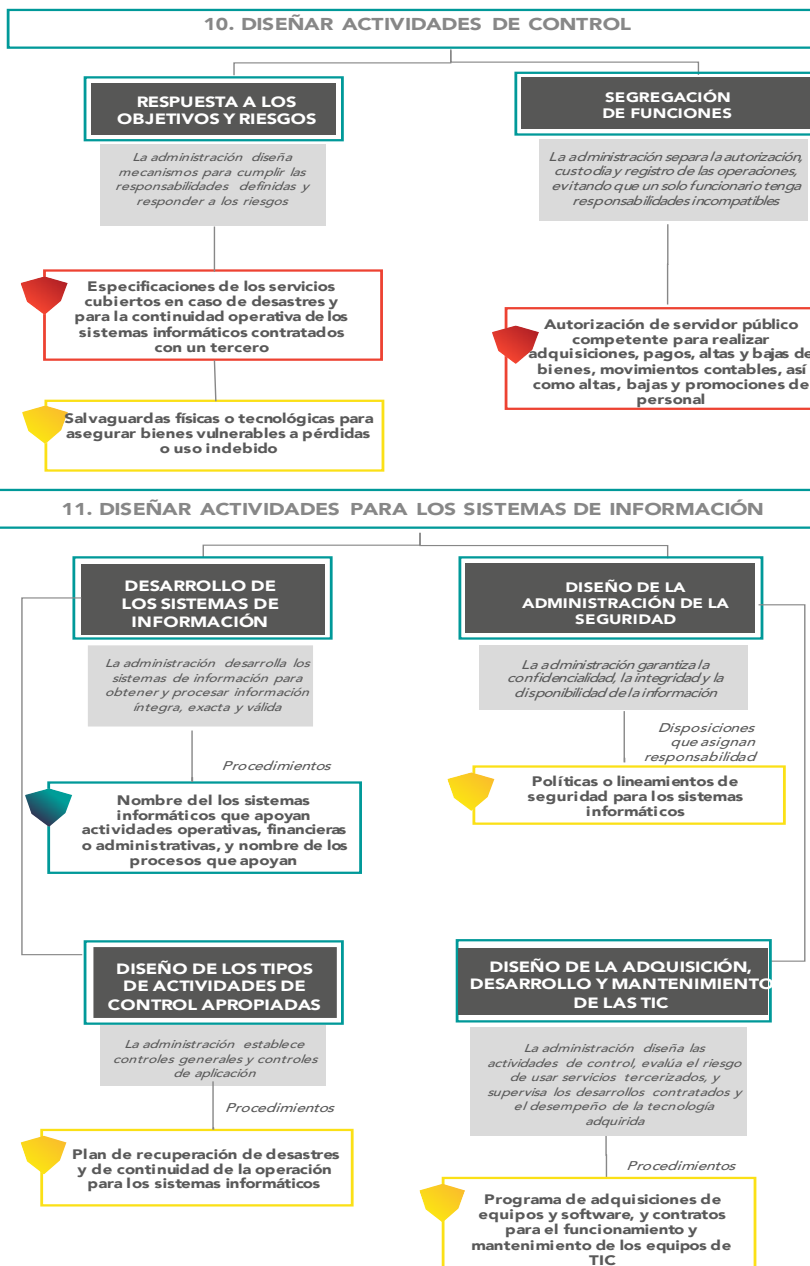 10. DISEÑAR ACTIVIDADES DE CONTROL
RESPUESTA A LOS
OBJETIVOS Y RIESGOS
La administración diseña
mecanismos para cumplir las
responsabilidades definidas y
responder a los riesgos
Especificaciones de los servicios
cubiertos en caso de desastres y
para la continuidad operativa de los
sistemas informáticos contratados
con un tercero
Salvaguardas físicas o tecnológicas para
asegurar bienes vulnerables a pérdidas
o uso indebido
SEGREGACIÓN
DE FUNCIONES
La administración separa la autorización,
custodia y registro de las operaciones,
evitando que un solo funcionario tenga
responsabilidades incompatibles
Autorización de servidor público
competente para realizar
adquisiciones, pagos, altas y bajas de
bienes, movimientos contables, así
como altas, bajas y promociones de
personal
11. DISEÑAR ACTIVIDADES PARA LOS SISTEMAS DE INFORMACIÓN
DESARROLLO DE
LOS SISTEMAS DE
INFORMACIÓN
La administración desarrolla los
sistemas de información para
obtener y procesar información
íntegra, exacta y válida
Procedimientos
Nombre del los sistemas
informáticos que apoyan
actividades operativas, financieras
o administrativas, y nombre de los
procesos que apoyan
DISEÑO DE LA
ADMINISTRACIÓN DE LA
SEGURIDAD
La administración garantiza la
confidencialidad, la integridad y la
disponibilidad de la información
Disposiciones
que asignan
responsabilidad
Políticas o lineamientos de
seguridad para los sistemas
informáticos
DISEÑO DE LOS TIPOS
DE ACTIVIDADES DE
CONTROL APROPIADAS
La administración establece
controles generales y controles
de aplicación
Procedimientos
Plan de recuperación de desastres
y de continuidad de la operación
para los sistemas informáticos
DISEÑO DE LA ADQUISICIÓN,
DESARROLLO Y MANTENIMIENTO
DE LAS TIC
La administración diseña las
actividades de control, evalúa el riesgo
de usar servicios tercerizados, y
supervisa los desarrollos contratados y
el desempeño de la tecnología
adquirida
Procedimientos
Programa de adquisiciones de
equipos y software, y contratos
para el funcionamiento y
mantenimiento de los equipos de
TIC